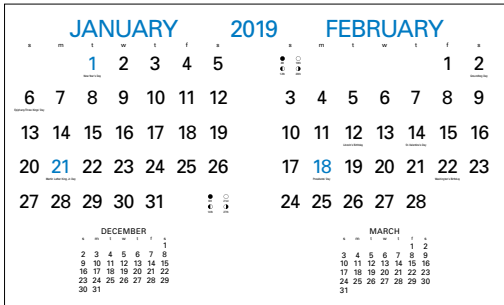 JANUARY 2019 FEBRUARY
s m t w t f s
1 2 3 4 5
New Year's Day
6 7 8 9 10 11 12
13 14 15 16 17 18 19
20 21 22 23 24 25 26
27 28 29 30 31
s m t w t f s
1 2
Groundhog Day
3 4 5 6 7 8 9
10 11 12 13 14 15 16
Lincoln's Birthday St. Valentine's Day
17 18 19 20 21 22 23
Presidents' Day Washington's Birthday
24 25 26 27 28
DECEMBER
s m t w t f s
1
2 3 4 5 6 7 8
9 10 11 12 13 14 15
16 17 18 19 20 21 22
23 24 25 26 27 28 29
30 31
MARCH
s m t w t f s
1 2
3 4 5 6 7 8 9
10 11 12 13 14 15 16
17 18 19 20 21 22 23
24 25 26 27 28 29 30
31